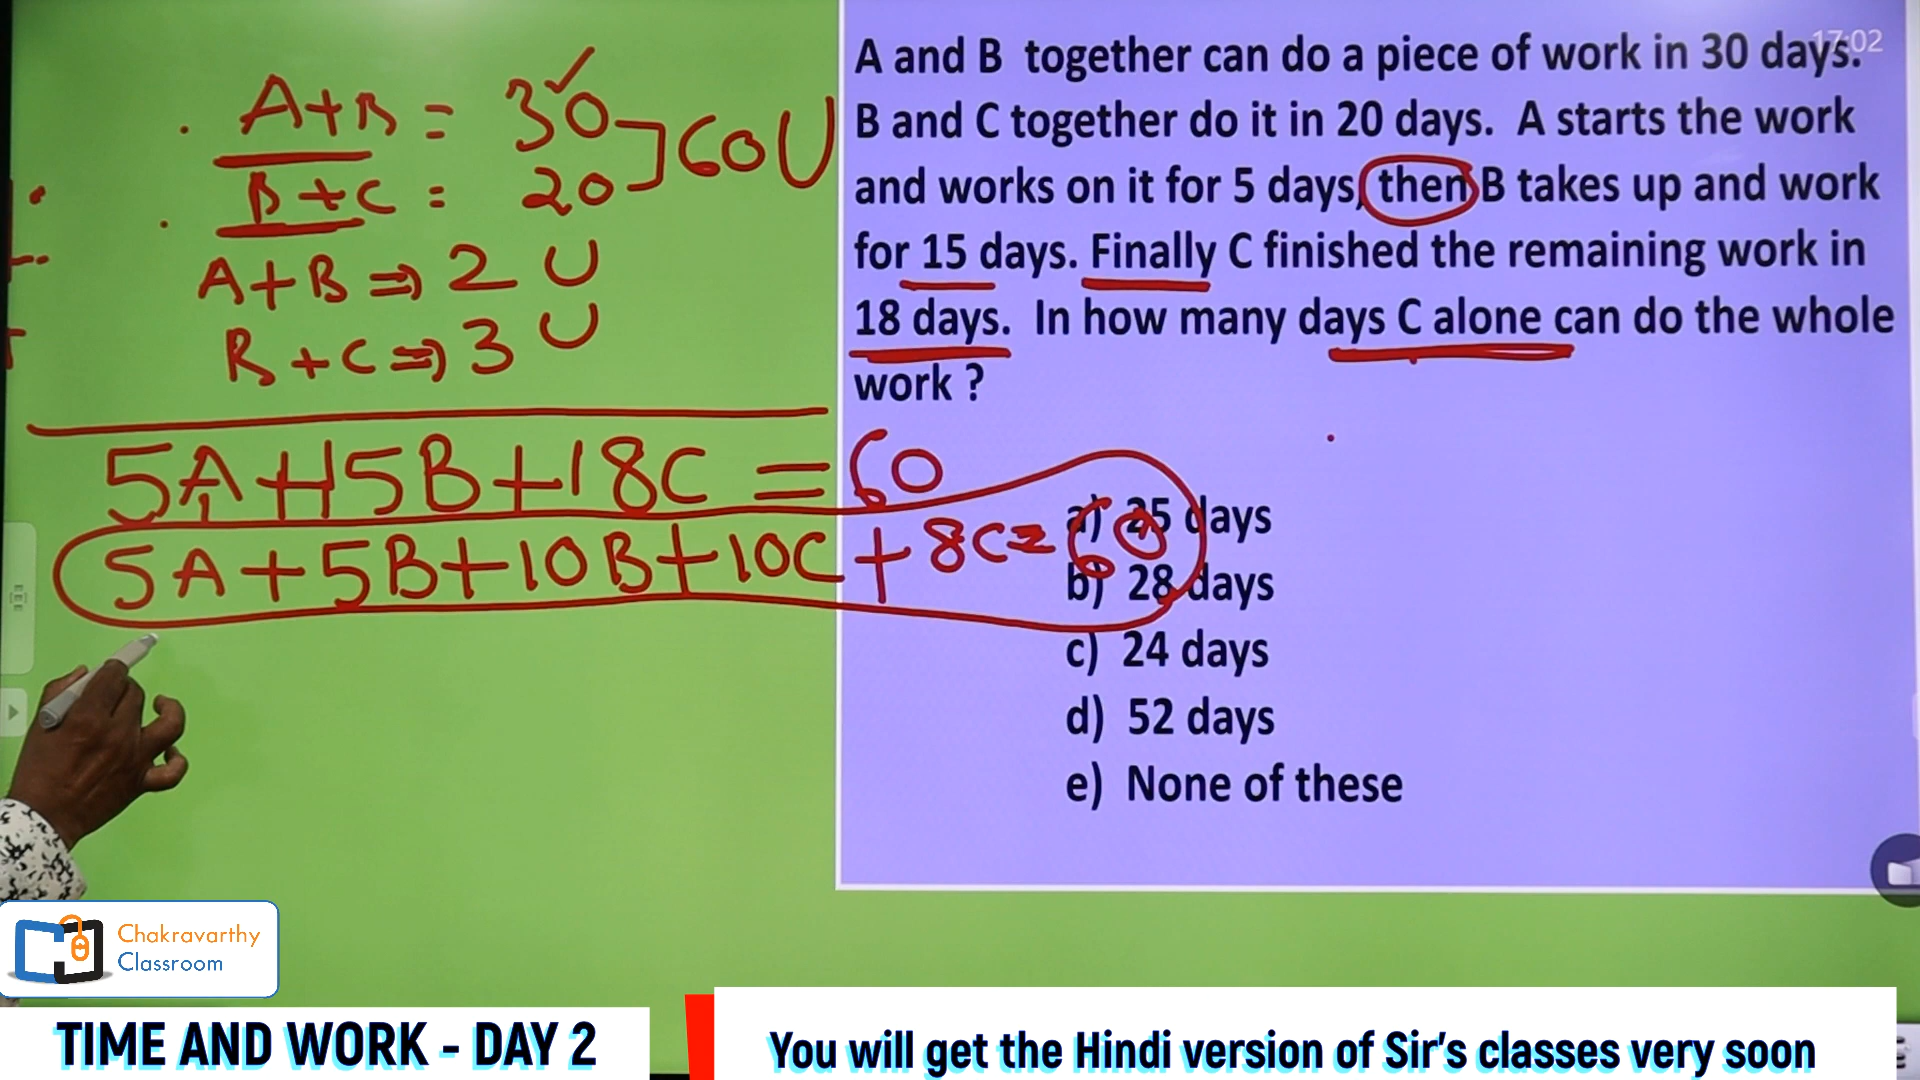 A+B = 30
B+C = 20
60U
A+B ⇒ 2 U
B+C ⇒ 3 U
5A+15B+18C = 60
5A+5B+10B+10C+8C=60
17:02
A and B together can do a piece of work in 30 days.
B and C together do it in 20 days. A starts the work
and works on it for 5 days, then B takes up and work
for 15 days. Finally C finished the remaining work in
18 days. In how many days C alone can do the whole
work ?
a) 25 days
b) 28 days
c) 24 days
d) 52 days
e) None of these
Chakravarthy
Classroom
TIME AND WORK - DAY 2
You will get the Hindi version of Sir's classes very soon